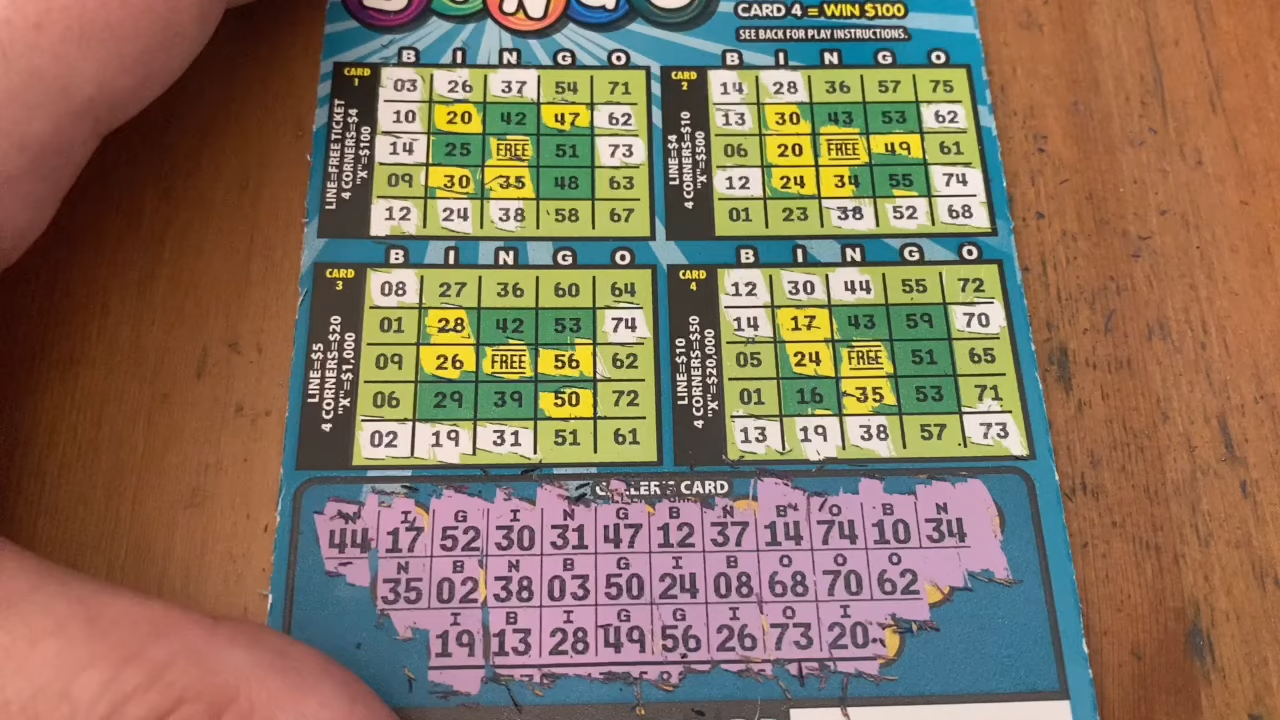 BINGO
CARD 4 = WIN $100
SEE BACK FOR PLAY INSTRUCTIONS.
CARD 1
LINE=FREE TICKET
4 CORNERS=$4
"X"=$100
B I N G O
03 26 37 54 71
10 20 42 47 62
14 25 FREE 51 73
09 30 35 48 63
12 24 38 58 67
CARD 2
LINE=$4
4 CORNERS=$10
"X"=$500
B I N G O
14 28 36 57 75
13 30 43 53 62
06 20 FREE 49 61
12 24 34 55 74
01 23 38 52 68
CARD 3
LINE=$5
4 CORNERS=$20
"X"=$1,000
B I N G O
08 27 36 60 64
01 28 42 53 74
09 26 FREE 56 62
06 29 39 50 72
02 19 31 51 61
CARD 4
LINE=$10
4 CORNERS=$50
"X"=$20,000
B I N G O
12 30 44 55 72
14 17 43 59 70
05 24 FREE 51 65
01 16 35 53 71
13 19 38 57 73
CALLER'S CARD
N I G I N G B N B O B N
44 17 52 30 31 47 12 37 14 74 10 34
N B N B G I B O O O
35 02 38 03 50 24 08 68 70 62
I B I G G I O I
19 13 28 49 56 26 73 20